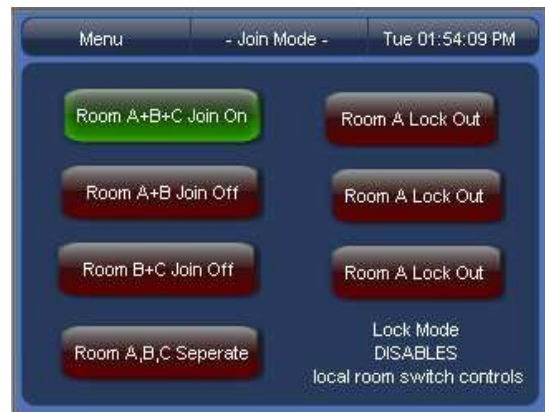 Menu
- Join Mode -
Tue 01:54:09 PM
Room A+B+C Join On
Room A Lock Out
Room A+B Join Off
Room A Lock Out
Room B+C Join Off
Room A Lock Out
Room A,B,C Seperate
Lock Mode
DISABLES
local room switch controls